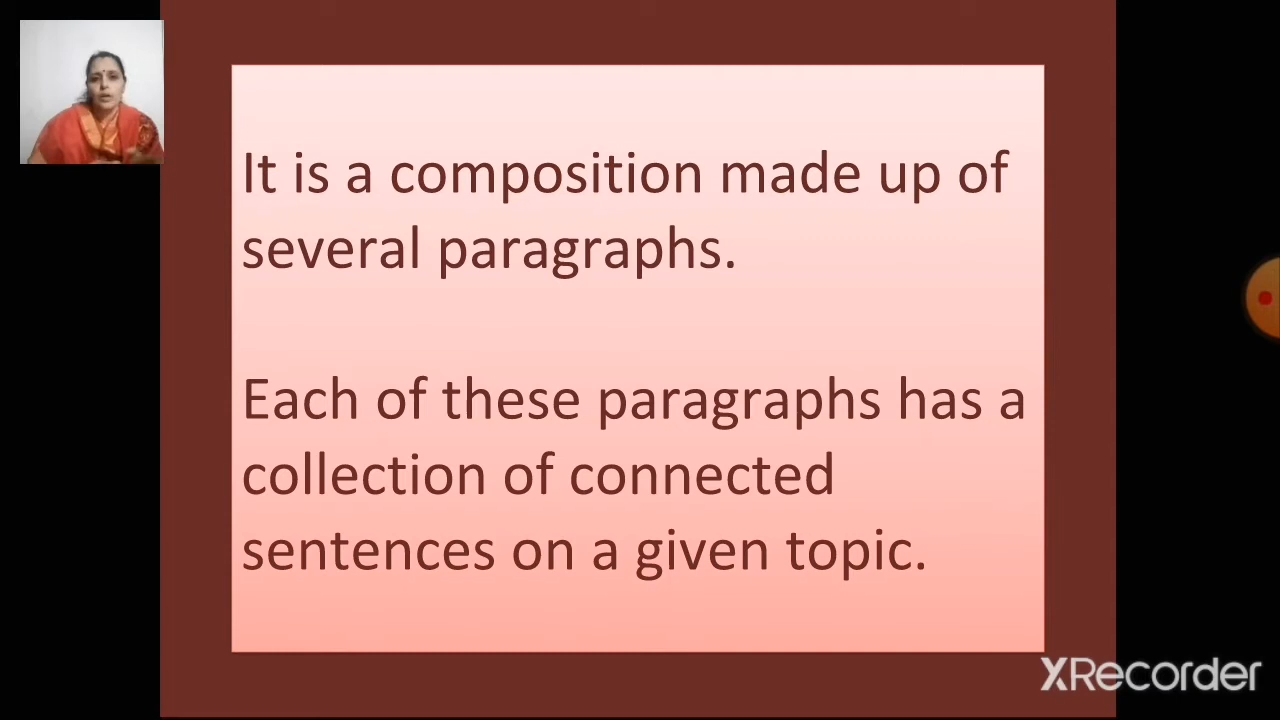 It is a composition made up of
several paragraphs.
Each of these paragraphs has a
collection of connected
sentences on a given topic.
XRecorder